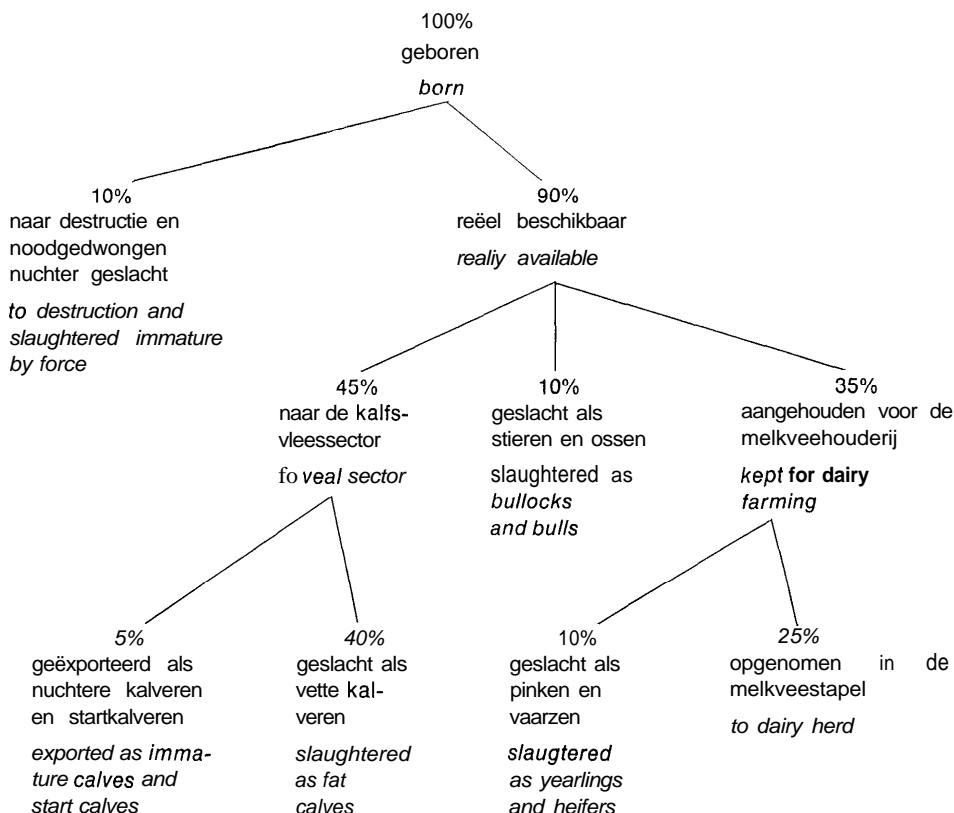 100%
geboren
born
10%
naar destructie en
noodgedwongen
nuchter geslacht
to destruction and
slaughtered immature
by force
90%
reëel beschikbaar
realiy available
45%
naar de kalfs-
vleessector
fo veal sector
10%
geslacht als
stieren en ossen
slaughtered as
bullocks
and bulls
35%
aangehouden voor de
melkveehouderij
kept for dairy
farming
5%
geëxporteerd als
nuchtere kalveren
en startkalveren
exported as imma-
ture calves and
start calves
40%
geslacht als
vette kal-
veren
slaughtered
as fat
calves
10%
geslacht als
pinken en
vaarzen
slaugtered
as yearlings
and heifers
25%
opgenomen in de
melkveestapel
to dairy herd